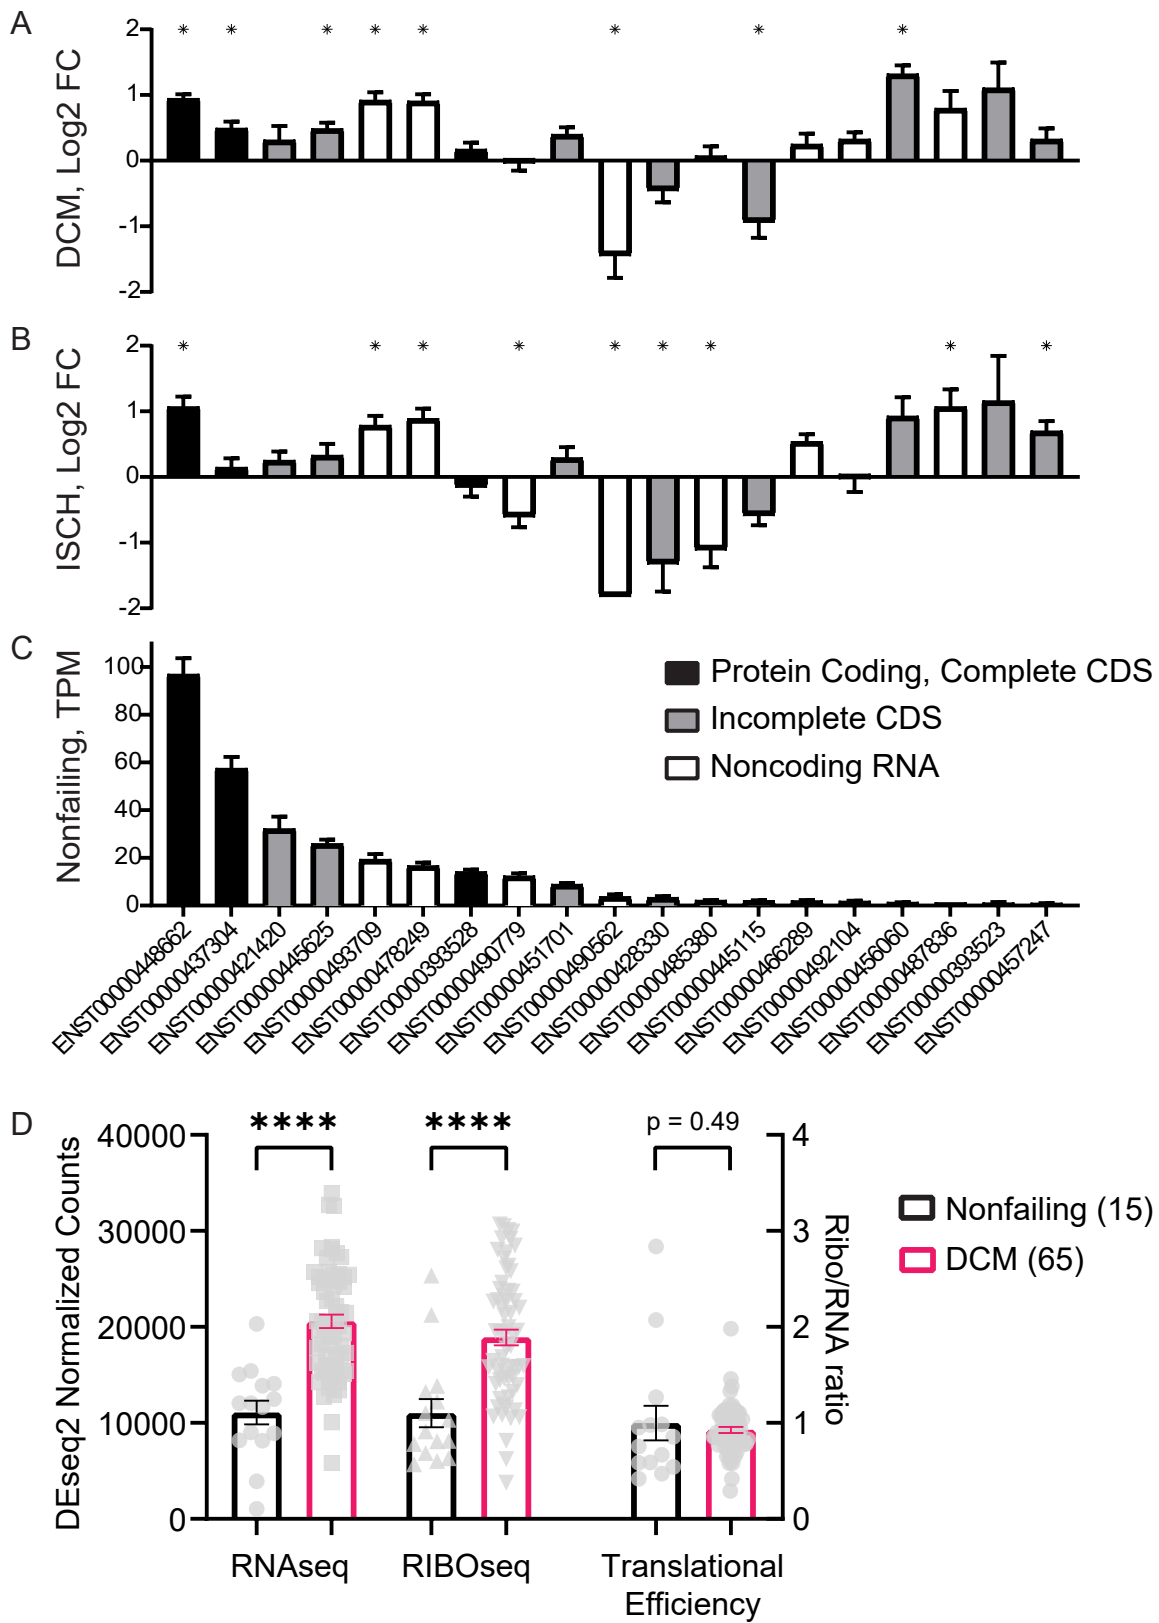 A
DCM, Log2 FC
2
1
0
-1
-2
* * * * * * * *
B
ISCH, Log2 FC
2
1
0
-1
-2
* * * * * * * * *
C
Nonfailing, TPM
100
80
60
40
20
0
Protein Coding, Complete CDS
Incomplete CDS
Noncoding RNA
ENST00000448662
ENST00000437304
ENST00000421420
ENST00000445625
ENST00000493709
ENST00000478249
ENST0000393528
ENST00000490779
ENST00000451701
ENST00000490562
ENST00000428330
ENST00000485380
ENST00000445115
ENST00000466289
ENST00000492104
ENST00000456060
ENST00000487836
ENST00000393523
ENST00000457247
D
DEseq2 Normalized Counts
40000
30000
20000
10000
0
**** **** p = 0.49
4
3
2
1
0
Ribo/RNA ratio
Nonfailing (15)
DCM (65)
RNAseq RIBOseq Translational
Efficiency